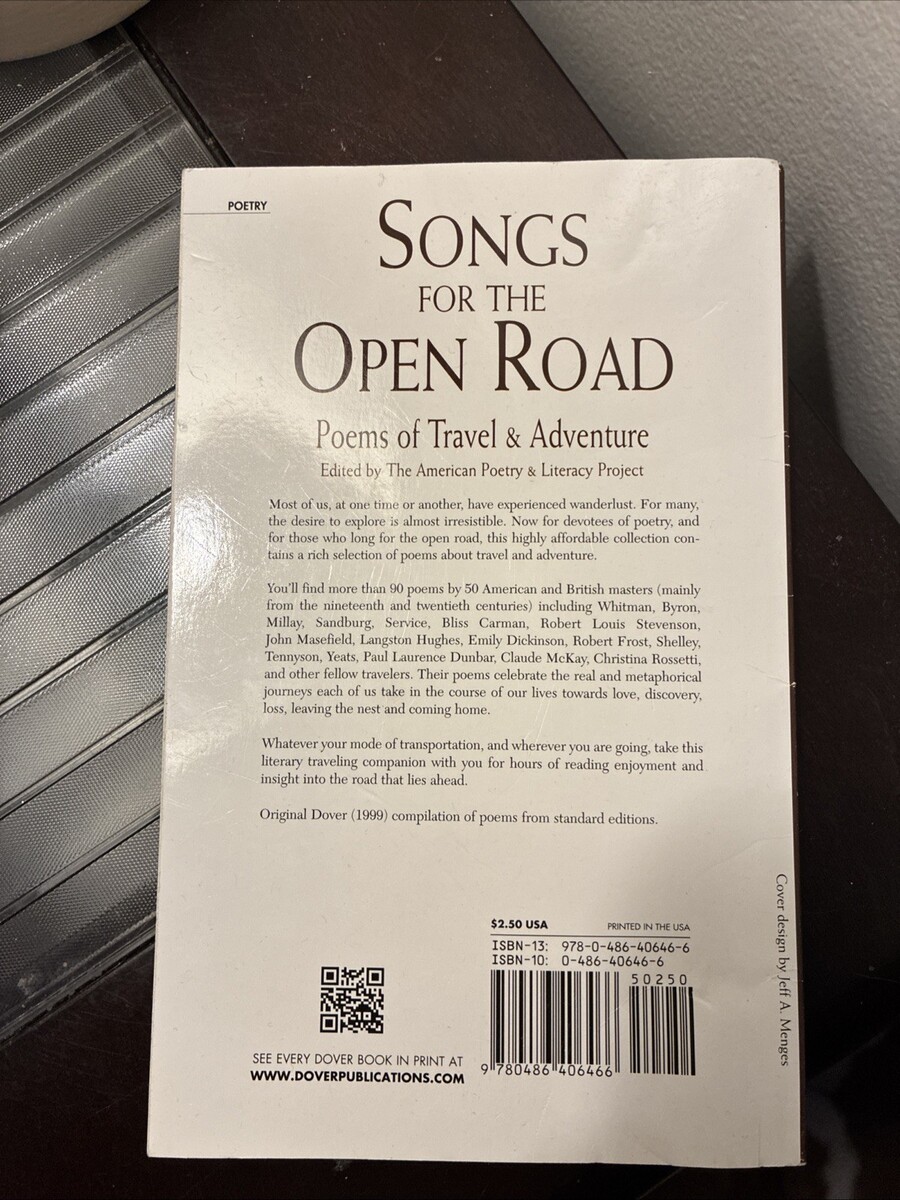 POETRY
SONGS
FOR THE
OPEN ROAD
Poems of Travel & Adventure
Edited by The American Poetry & Literacy Project
Most of us, at one time or another, have experienced wanderlust. For many,
the desire to explore is almost irresistible. Now for devotees of poetry, and
for those who long for the open road, this highly affordable collection con-
tains a rich selection of poems about travel and adventure.
You'll find more than 90 poems by 50 American and British masters (mainly
from the nineteenth and twentieth centuries) including Whitman, Byron,
Millay, Sandburg, Service, Bliss Carman, Robert Louis Stevenson,
John Masefield, Langston Hughes, Emily Dickinson, Robert Frost, Shelley,
Tennyson, Yeats, Paul Laurence Dunbar, Claude McKay, Christina Rossetti,
and other fellow travelers. Their poems celebrate the real and metaphorical
journeys each of us take in the course of our lives towards love, discovery,
loss, leaving the nest and coming home.
Whatever your mode of transportation, and wherever you are going, take this
literary traveling companion with you for hours of reading enjoyment and
insight into the road that lies ahead.
Original Dover (1999) compilation of poems from standard editions.
$2.50 USA PRINTED IN THE USA
ISBN-13: 978-0-486-40646-6
ISBN-10: 0-486-40646-6
50250
9 780486 406466
SEE EVERY DOVER BOOK IN PRINT AT
WWW.DOVERPUBLICATIONS.COM
Cover design by Jeff A. Menges